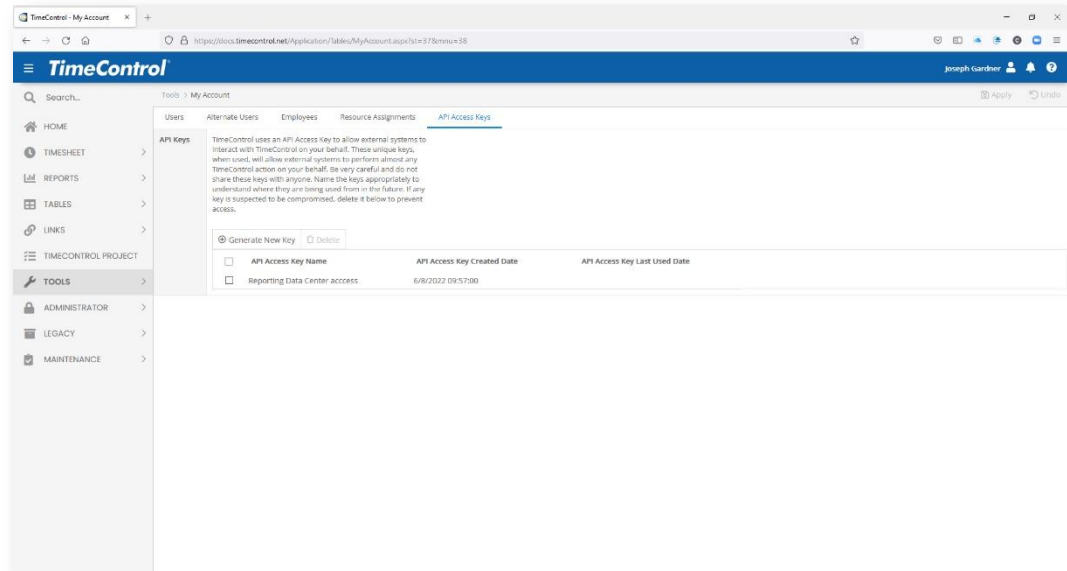 TimeControl - My Account
https://docs.timecontrol.net/Application/Tables/MyAccount.aspx?st=37&mnu=38
TimeControl
Joseph Gardner
Search...
Tools > My Account
Apply
Undo
Users
Alternate Users
Employees
Resource Assignments
API Access Keys
HOME
TIMESHEET
REPORTS
TABLES
LINKS
TIMECONTROL PROJECT
TOOLS
ADMINISTRATOR
LEGACY
MAINTENANCE
API Keys
TimeControl uses an API Access Key to allow external systems to
interact with TimeControl on your behalf. These unique keys,
when used, will allow external systems to perform almost any
TimeControl action on your behalf. Be very careful and do not
share these keys with anyone. Name the keys appropriately to
understand where they are being used from in the future. If any
key is suspected to be compromised, delete it below to prevent
access.
Generate New Key
Delete
API Access Key Name
API Access Key Created Date
API Access Key Last Used Date
Reporting Data Center acccess
6/8/2022 09:57:00